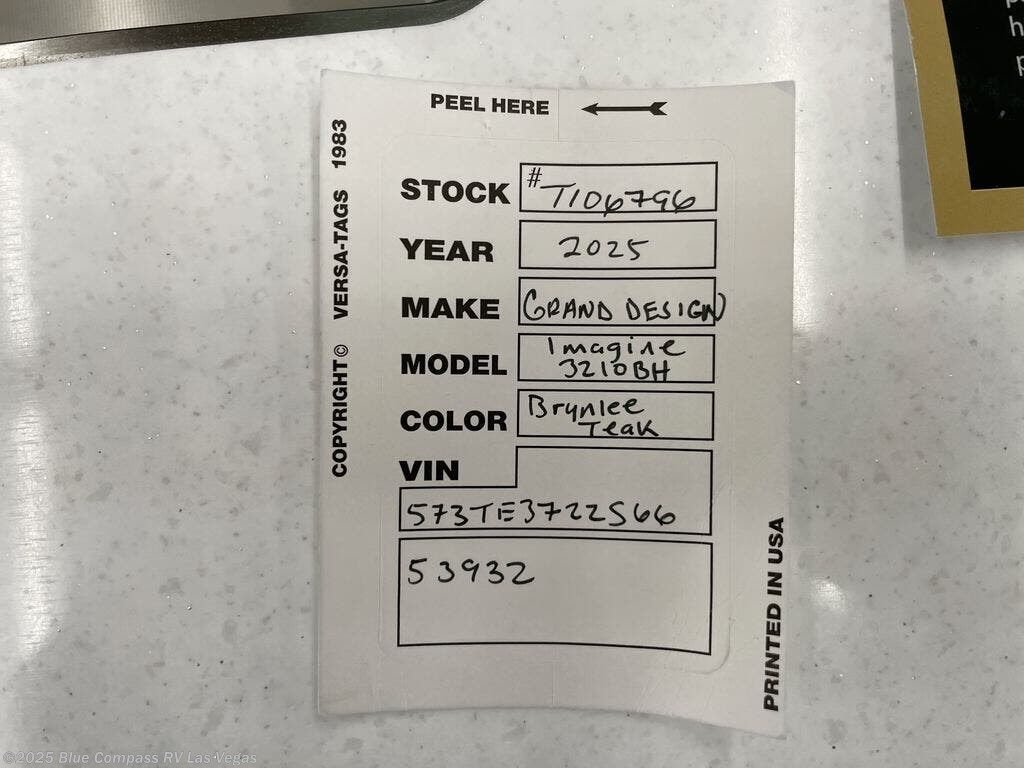 PEEL HERE
COPYRIGHT© VERSA-TAGS 1983
STOCK # T106796
YEAR 2025
MAKE GRAND DESIGN
MODEL Imagine
3210BH
COLOR Brynlee
Teak
VIN
573TE3722S66
53932
PRINTED IN USA
©2025 Blue Compass RV Las Vegas